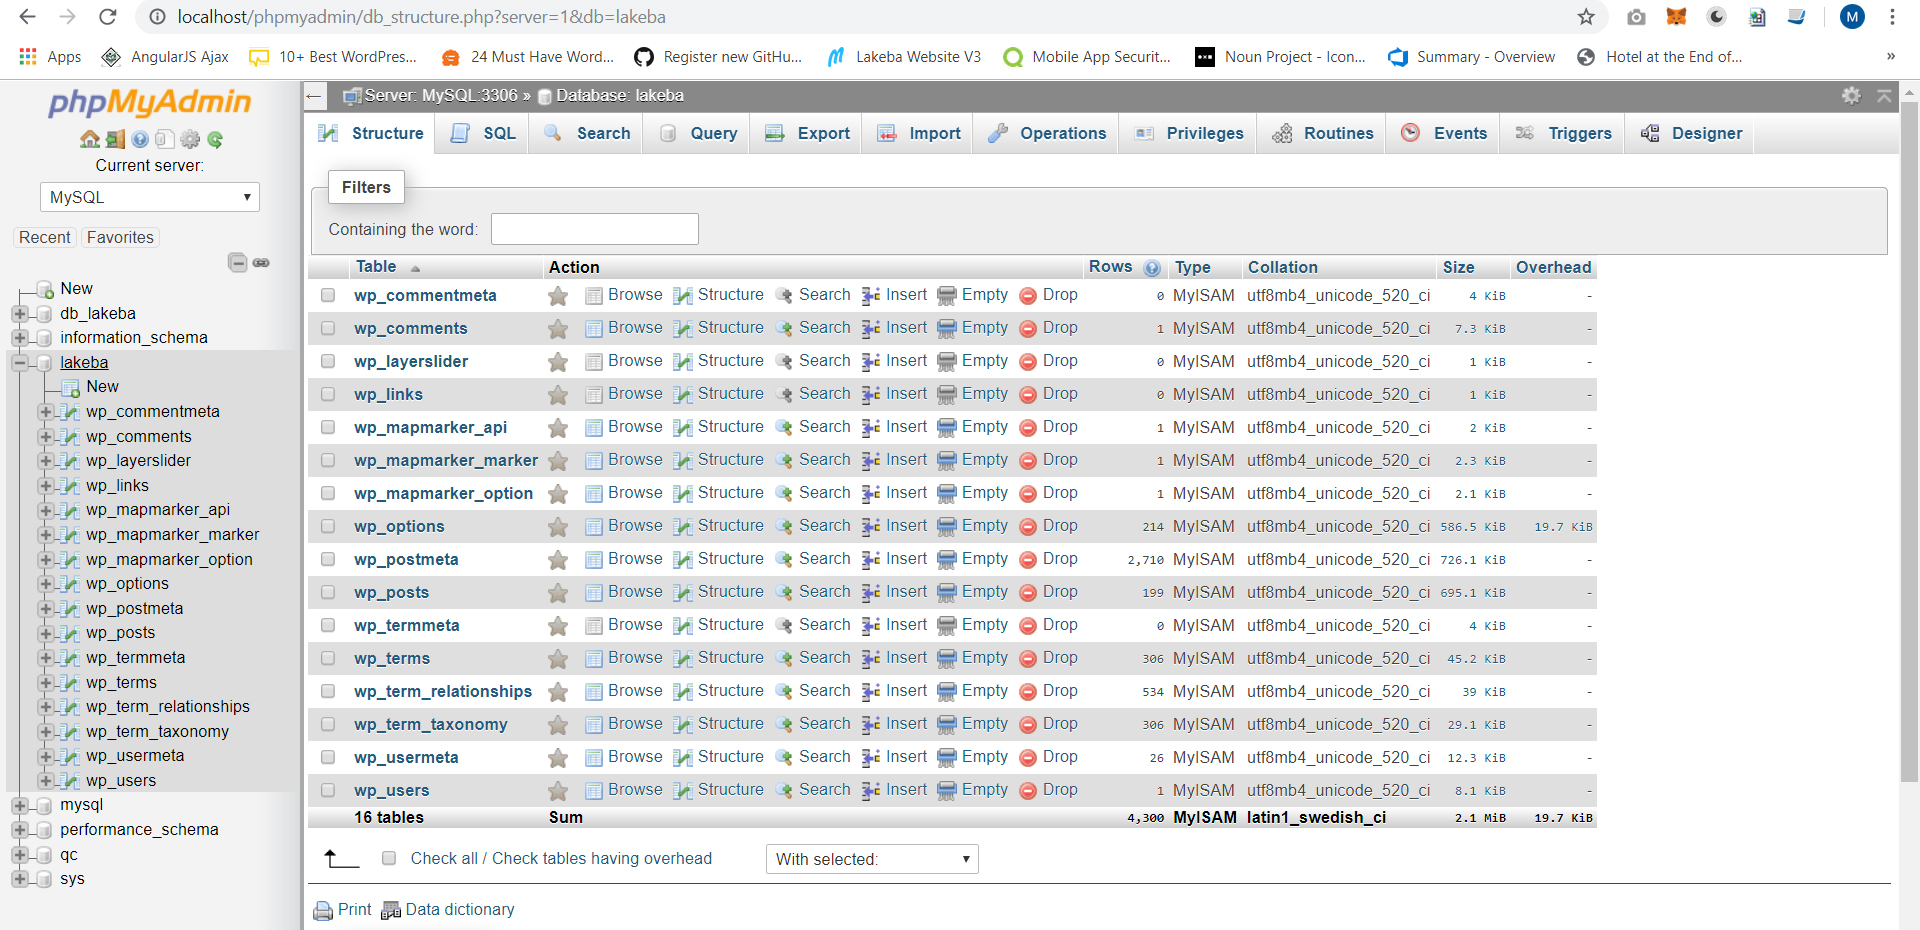 localhost/phpmyadmin/db_structure.php?server=1&db=lakeba
M
Apps AngularJS Ajax 10+ Best WordPres... 24 Must Have Word... Register new GitHu... Lakeba Website V3 Mobile App Securit... Noun Project - Icon... Summary - Overview Hotel at the End of... »
phpMyAdmin
Current server:
MySQL
Recent Favorites
New
db_lakeba
information_schema
lakeba
New
wp_commentmeta
wp_comments
wp_layerslider
wp_links
wp_mapmarker_api
wp_mapmarker_marker
wp_mapmarker_option
wp_options
wp_postmeta
wp_posts
wp_termmeta
wp_terms
wp_term_relationships
wp_term_taxonomy
wp_usermeta
wp_users
mysql
performance_schema
qc
sys
Server: MySQL:3306 » Database: lakeba
Structure SQL Search Query Export Import Operations Privileges Routines Events Triggers Designer
Filters
Containing the word:
Table Action Rows Type Collation Size Overhead
wp_commentmeta Browse Structure Search Insert Empty Drop 0 MyISAM utf8mb4_unicode_520_ci 4 KiB -
wp_comments Browse Structure Search Insert Empty Drop 1 MyISAM utf8mb4_unicode_520_ci 7.3 KiB -
wp_layerslider Browse Structure Search Insert Empty Drop 0 MyISAM utf8mb4_unicode_520_ci 1 KiB -
wp_links Browse Structure Search Insert Empty Drop 0 MyISAM utf8mb4_unicode_520_ci 1 KiB -
wp_mapmarker_api Browse Structure Search Insert Empty Drop 1 MyISAM utf8mb4_unicode_520_ci 2 KiB -
wp_mapmarker_marker Browse Structure Search Insert Empty Drop 1 MyISAM utf8mb4_unicode_520_ci 2.3 KiB -
wp_mapmarker_option Browse Structure Search Insert Empty Drop 1 MyISAM utf8mb4_unicode_520_ci 2.1 KiB -
wp_options Browse Structure Search Insert Empty Drop 214 MyISAM utf8mb4_unicode_520_ci 586.5 KiB 19.7 KiB
wp_postmeta Browse Structure Search Insert Empty Drop 2,710 MyISAM utf8mb4_unicode_520_ci 726.1 KiB -
wp_posts Browse Structure Search Insert Empty Drop 199 MyISAM utf8mb4_unicode_520_ci 695.1 KiB -
wp_termmeta Browse Structure Search Insert Empty Drop 0 MyISAM utf8mb4_unicode_520_ci 4 KiB -
wp_terms Browse Structure Search Insert Empty Drop 306 MyISAM utf8mb4_unicode_520_ci 45.2 KiB -
wp_term_relationships Browse Structure Search Insert Empty Drop 534 MyISAM utf8mb4_unicode_520_ci 39 KiB -
wp_term_taxonomy Browse Structure Search Insert Empty Drop 306 MyISAM utf8mb4_unicode_520_ci 29.1 KiB -
wp_usermeta Browse Structure Search Insert Empty Drop 26 MyISAM utf8mb4_unicode_520_ci 12.3 KiB -
wp_users Browse Structure Search Insert Empty Drop 1 MyISAM utf8mb4_unicode_520_ci 8.1 KiB -
16 tables Sum 4,300 MyISAM latin1_swedish_ci 2.1 MiB 19.7 KiB
Check all / Check tables having overhead With selected:
Print Data dictionary